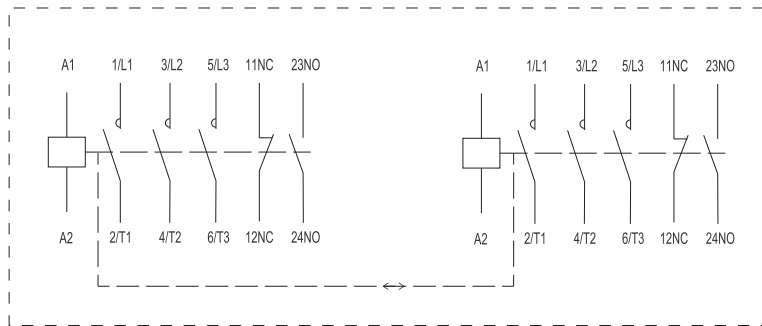 A1 1/L1 3/L2 5/L3 11NC 23NO A1 1/L1 3/L2 5/L3 11NC 23NO
A2 2/T1 4/T2 6/T3 12NC 24NO A2 2/T1 4/T2 6/T3 12NC 24NO